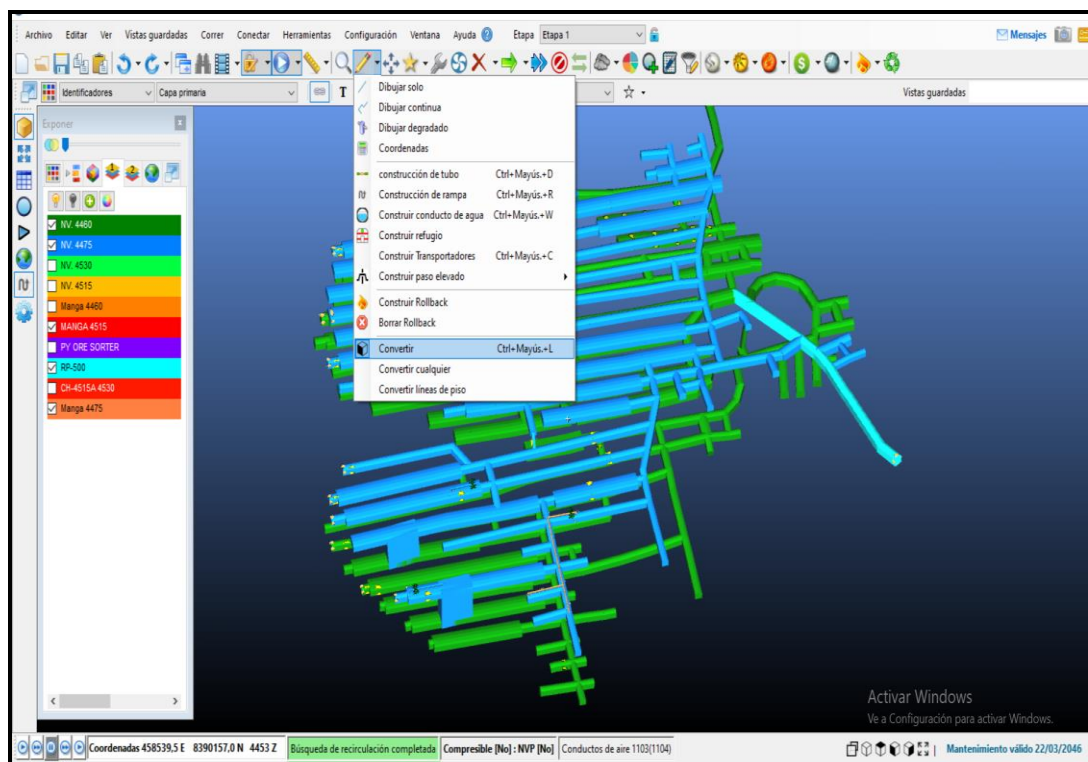 Archivo Editar Ver Vistas guardadas Correr Conectar Herramientas Configuración Ventana Ayuda Etapa Etapa 1 Mensajes
Identificadores Capa primaria T Vistas guardadas
Exponer
NV. 4460
NV. 4475
NV. 4530
NV. 4515
Manga 4460
MANGA 4515
PY ORE SORTER
RP-500
CH-4515A 4530
Manga 4475
Dibujar solo
Dibujar continua
Dibujar degradado
Coordenadas
construcción de tubo Ctrl+Mayús.+D
Construcción de rampa Ctrl+Mayús.+R
Construir conducto de agua Ctrl+Mayús.+W
Construir refugio
Construir Transportadores Ctrl+Mayús.+C
Construir paso elevado
Construir Rollback
Borrar Rollback
Convertir Ctrl+Mayús.+L
Convertir cualquier
Convertir líneas de piso
Activar Windows
Ve a Configuración para activar Windows.
Coordenadas 458539,5 E 8390157,0 N 4453 Z Búsqueda de recirculación completada Compresible [No] : NVP [No] Conductos de aire 1103(1104) Mantenimiento válido 22/03/2046